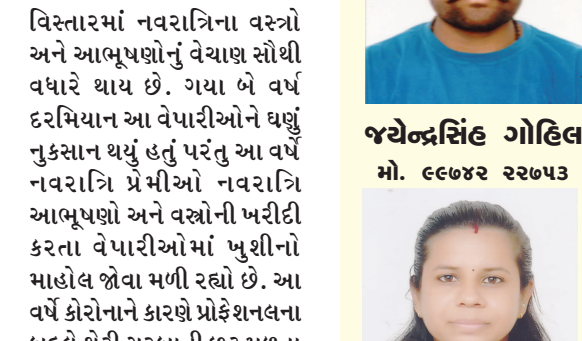 વિસ્તારમાં નવરાત્રિના વસ્ત્રો
અને આભૂષણોનું વેચાણ સૌથી
વધારે થાય છે. ગયા બે વર્ષ
દરમિયાન આ વેપારીઓને ઘણું
નુકસાન થયું હતું પરંતુ આ વર્ષે
નવરાત્રિ પ્રેમીઓ નવરાત્રિ
આભૂષણો અને વસ્ત્રોની ખરીદી
કરતા વેપારીઓમાં ખુશીનો
માહોલ જોવા મળી રહ્યો છે. આ
વર્ષે કોરોનાને કારણે પ્રોફેશનલના
જયેન્દ્રસિંહ ગોહિલ
મો. ૯૯૭૪૨ ૨૨૭૫૩